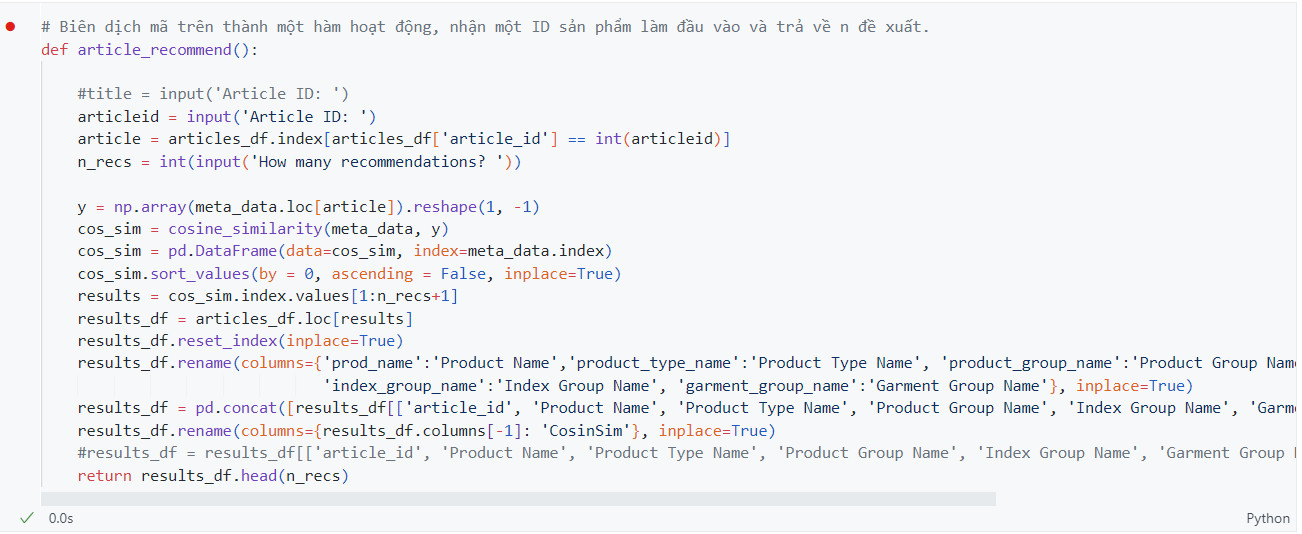 # Biên dịch mã trên thành một hàm hoạt động, nhận một ID sản phẩm làm đầu vào và trả về n đề xuất.
def article_recommend():
#title = input('Article ID: ')
articleid = input('Article ID: ')
article = articles_df.index[articles_df['article_id'] == int(articleid)]
n_recs = int(input('How many recommendations? '))
y = np.array(meta_data.loc[article]).reshape(1, -1)
cos_sim = cosine_similarity(meta_data, y)
cos_sim = pd.DataFrame(data=cos_sim, index=meta_data.index)
cos_sim.sort_values(by = 0, ascending = False, inplace=True)
results = cos_sim.index.values[1:n_recs+1]
results_df = articles_df.loc[results]
results_df.reset_index(inplace=True)
results_df.rename(columns={'prod_name':'Product Name','product_type_name':'Product Type Name', 'product_group_name':'Product Group Nam
'index_group_name':'Index Group Name', 'garment_group_name':'Garment Group Name'}, inplace=True)
results_df = pd.concat([results_df[['article_id', 'Product Name', 'Product Type Name', 'Product Group Name', 'Index Group Name', 'Garm
results_df.rename(columns={results_df.columns[-1]: 'CosinSim'}, inplace=True)
#results_df = results_df[['article_id', 'Product Name', 'Product Type Name', 'Product Group Name', 'Index Group Name', 'Garment Group
return results_df.head(n_recs)
0.0s
Python